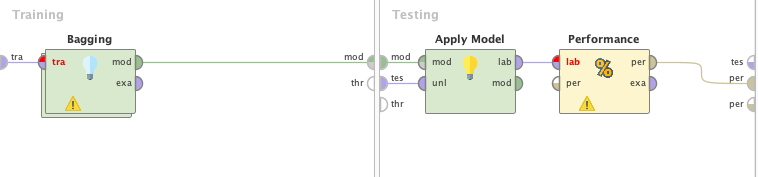 Training
Testing
Bagging
Apply Model
Performance
tra
tra
mod
exa
mod
thr
mod
tes
thr
mod
unl
lab
mod
lab
per
%
per
exa
tes
per
per